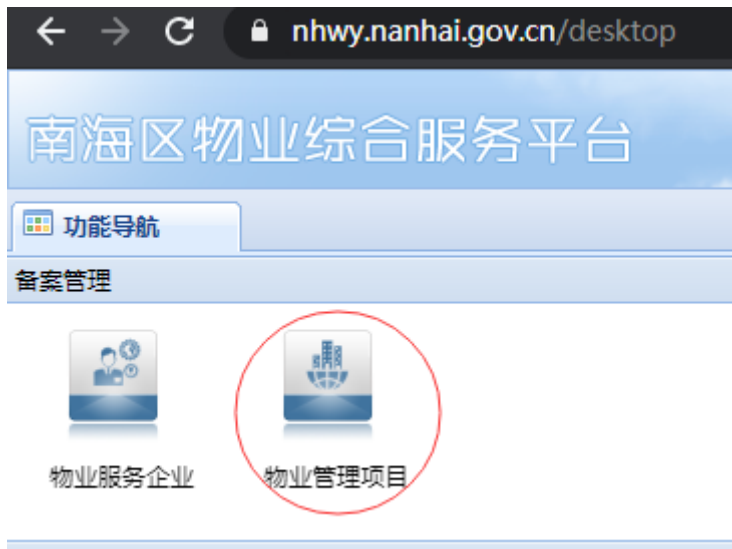 nhwy.nanhai.gov.cn/desktop
南海区物业综合服务平台
功能导航
备案管理
物业服务企业 物业管理项目